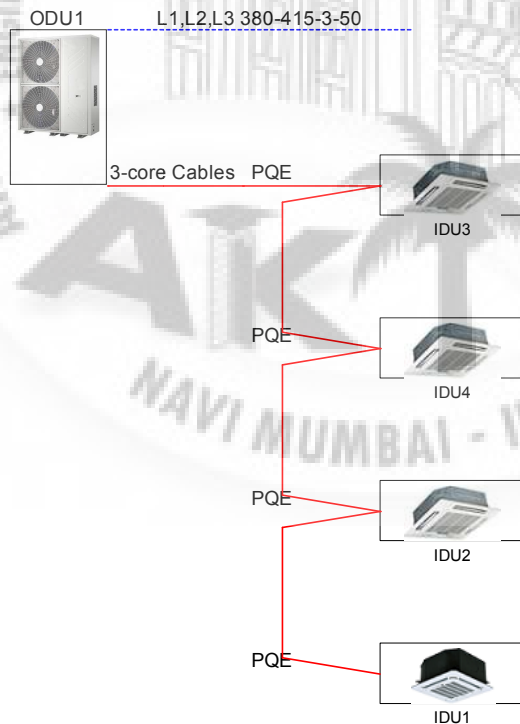 ODU1 L1,L2,L3 380-415-3-50
3-core Cables PQE
IDU3
PQE
IDU4
NAVI MUMBAI - I
PQE
IDU2
PQE
IDU1